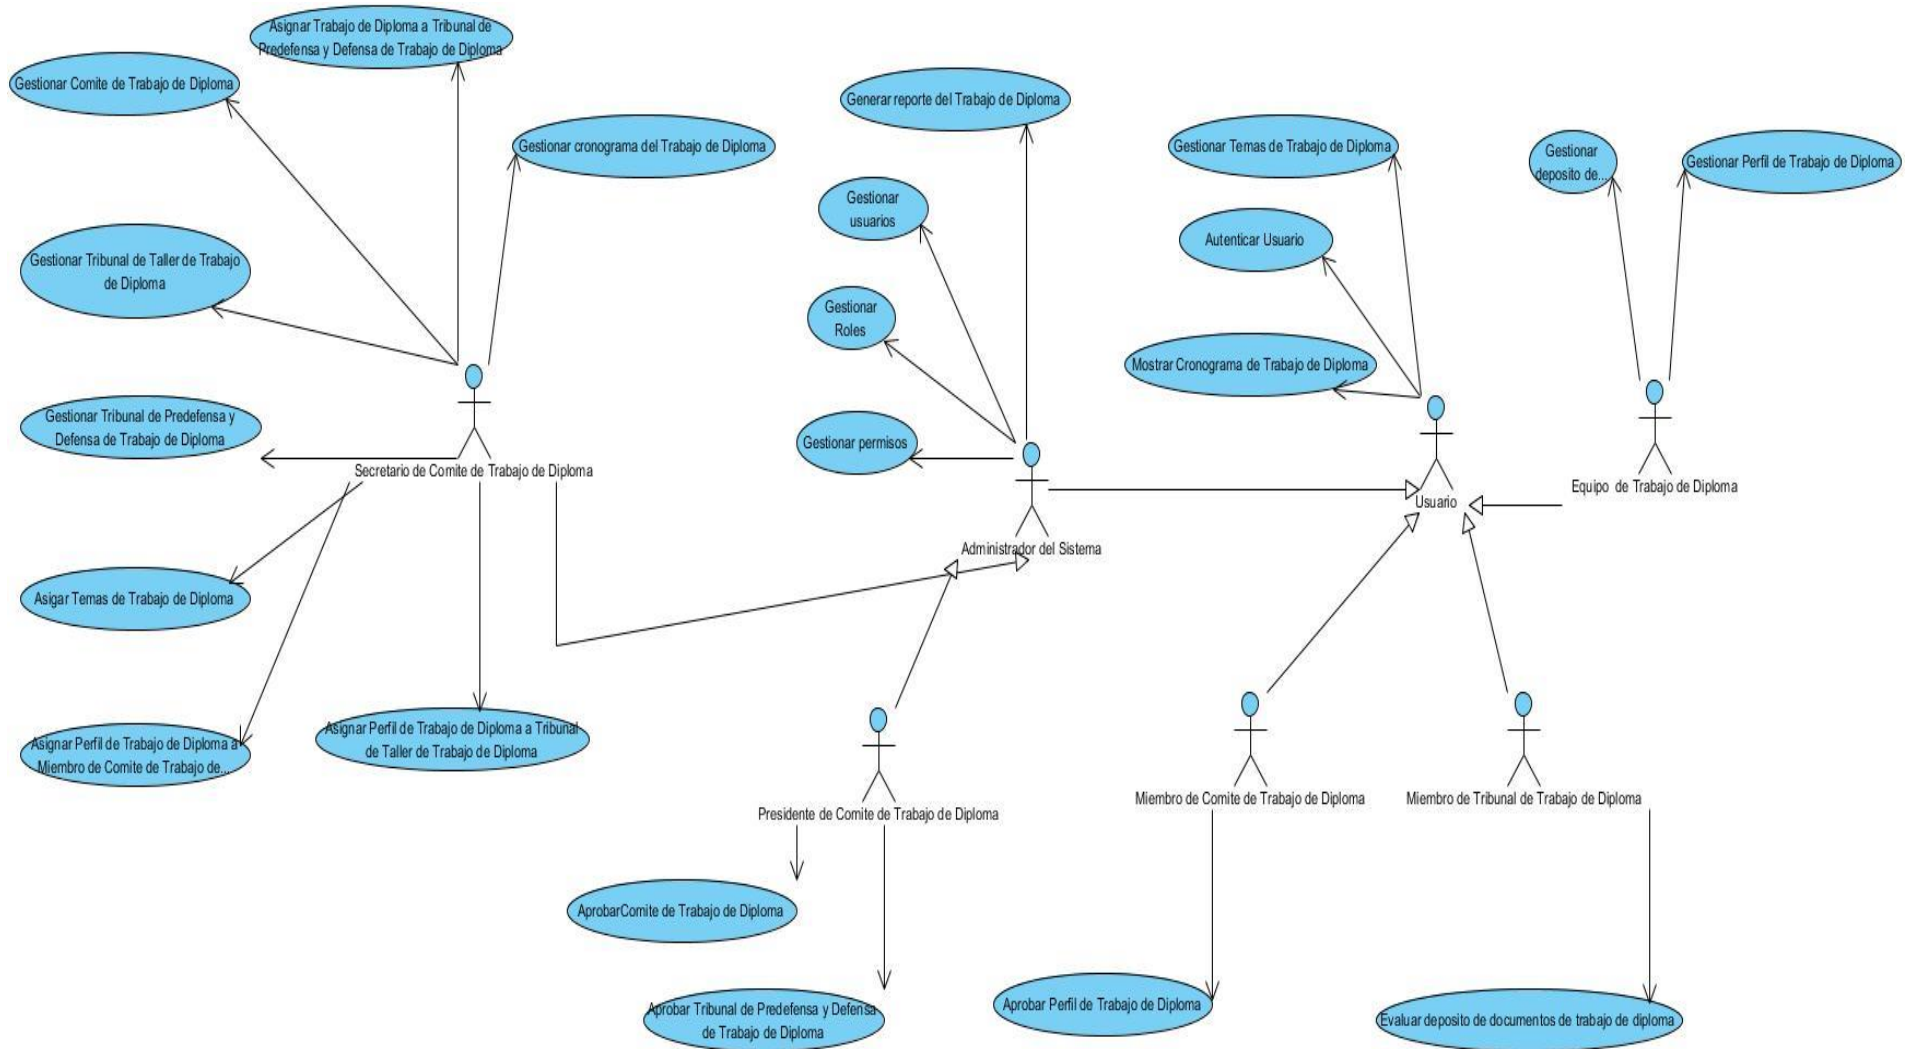 Asignar Trabajo de Diploma a Tribunal de
Predefensa y Defensa de Trabajo de Diploma
Gestionar Comite de Trabajo de Diploma
Generar reporte del Trabajo de Diploma
Gestionar cronograma del Trabajo de Diploma
Gestionar Temas de Trabajo de Diploma
Gestionar
deposito de...
Gestionar Perfil de Trabajo de Diploma
Gestionar
usuarios
Autenticar Usuario
Gestionar Tribunal de Taller de Trabajo
de Diploma
Gestionar
Roles
Mostrar Cronograma de Trabajo de Diploma
Gestionar Tribunal de Predefensa y
Defensa de Trabajo de Diploma
Gestionar permisos
Secretario de Comite de Trabajo de Diploma
Equipo de Trabajo de Diploma
Usuario
Administrador del Sistema
Asigar Temas de Trabajo de Diploma
Asignar Perfil de Trabajo de Diploma a
Miembro de Comite de Trabajo de...
Asignar Perfil de Trabajo de Diploma a Tribunal
de Taller de Trabajo de Diploma
Presidente de Comite de Trabajo de Diploma
Miembro de Comite de Trabajo de Diploma
Miembro de Tribunal de Trabajo de Diploma
AprobarComite de Trabajo de Diploma
Aprobar Tribunal de Predefensa y Defensa
de Trabajo de Diploma
Aprobar Perfil de Trabajo de Diploma
Evaluar deposito de documentos de trabajo de diploma